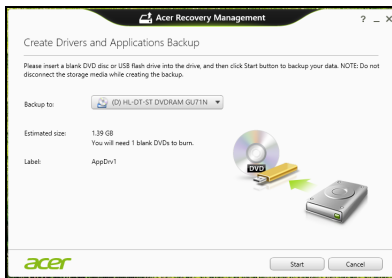 Acer Recovery Management
? _ X
Create Drivers and Applications Backup
Please insert a blank DVD disc or USB flash drive into the drive, and then click Start button to backup your data. NOTE: Do not
disconnect the storage media while creating the backup.
Backup to: (D) HL-DT-ST DVDRAM GU71N
Estimated size: 1.39 GB
You will need 1 blank DVDs to burn.
Label: AppDrv1
DVD
acer Start Cancel